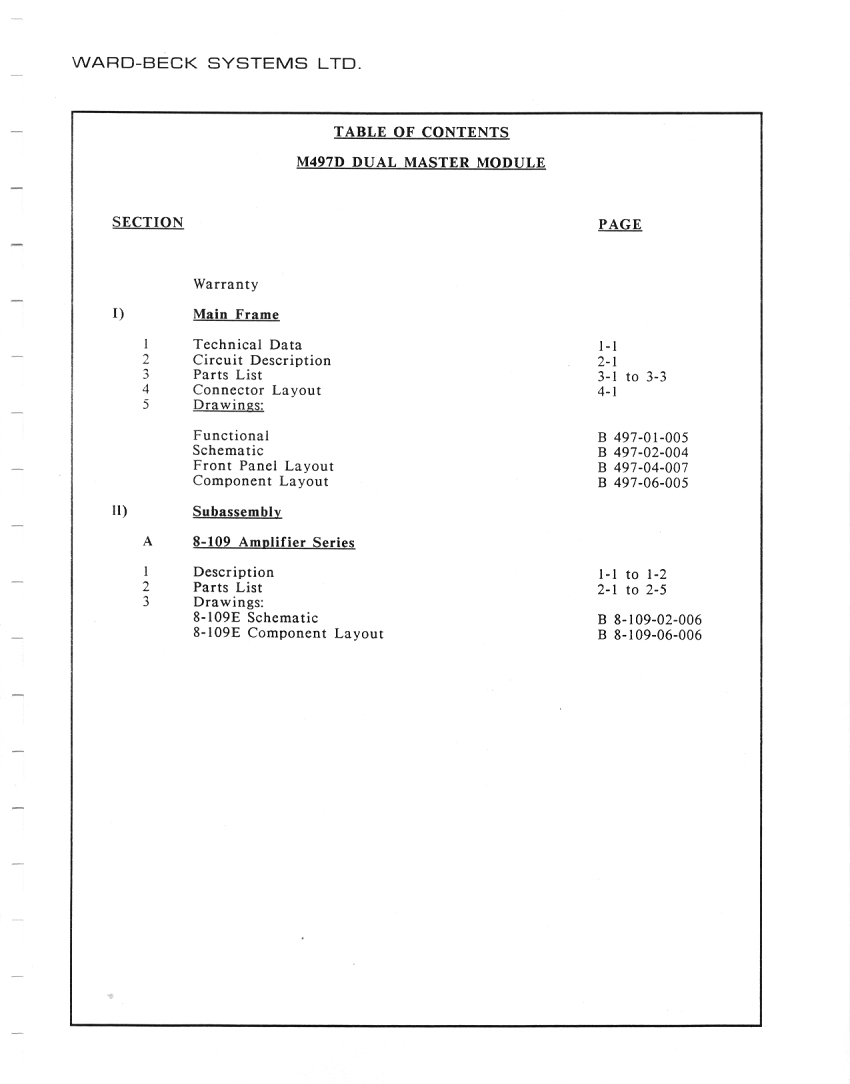 WARD-BECK SYSTEMS LTD.
TABLE OF CONTENTS
M497D DUAL MASTER MODULE
SECTION PAGE
Warranty
I) Main Frame
1 Technical Data 1-1
2 Circuit Description 2-1
3 Parts List 3-1 to 3-3
4 Connector Layout 4-1
5 Drawings:
Functional B 497-01-005
Schematic B 497-02-004
Front Panel Layout B 497-04-007
Component Layout B 497-06-005
II) Subassembly
A 8-109 Amplifier Series
1 Description 1-1 to 1-2
2 Parts List 2-1 to 2-5
3 Drawings:
8-109E Schematic B 8-109-02-006
8-109E Component Layout B 8-109-06-006